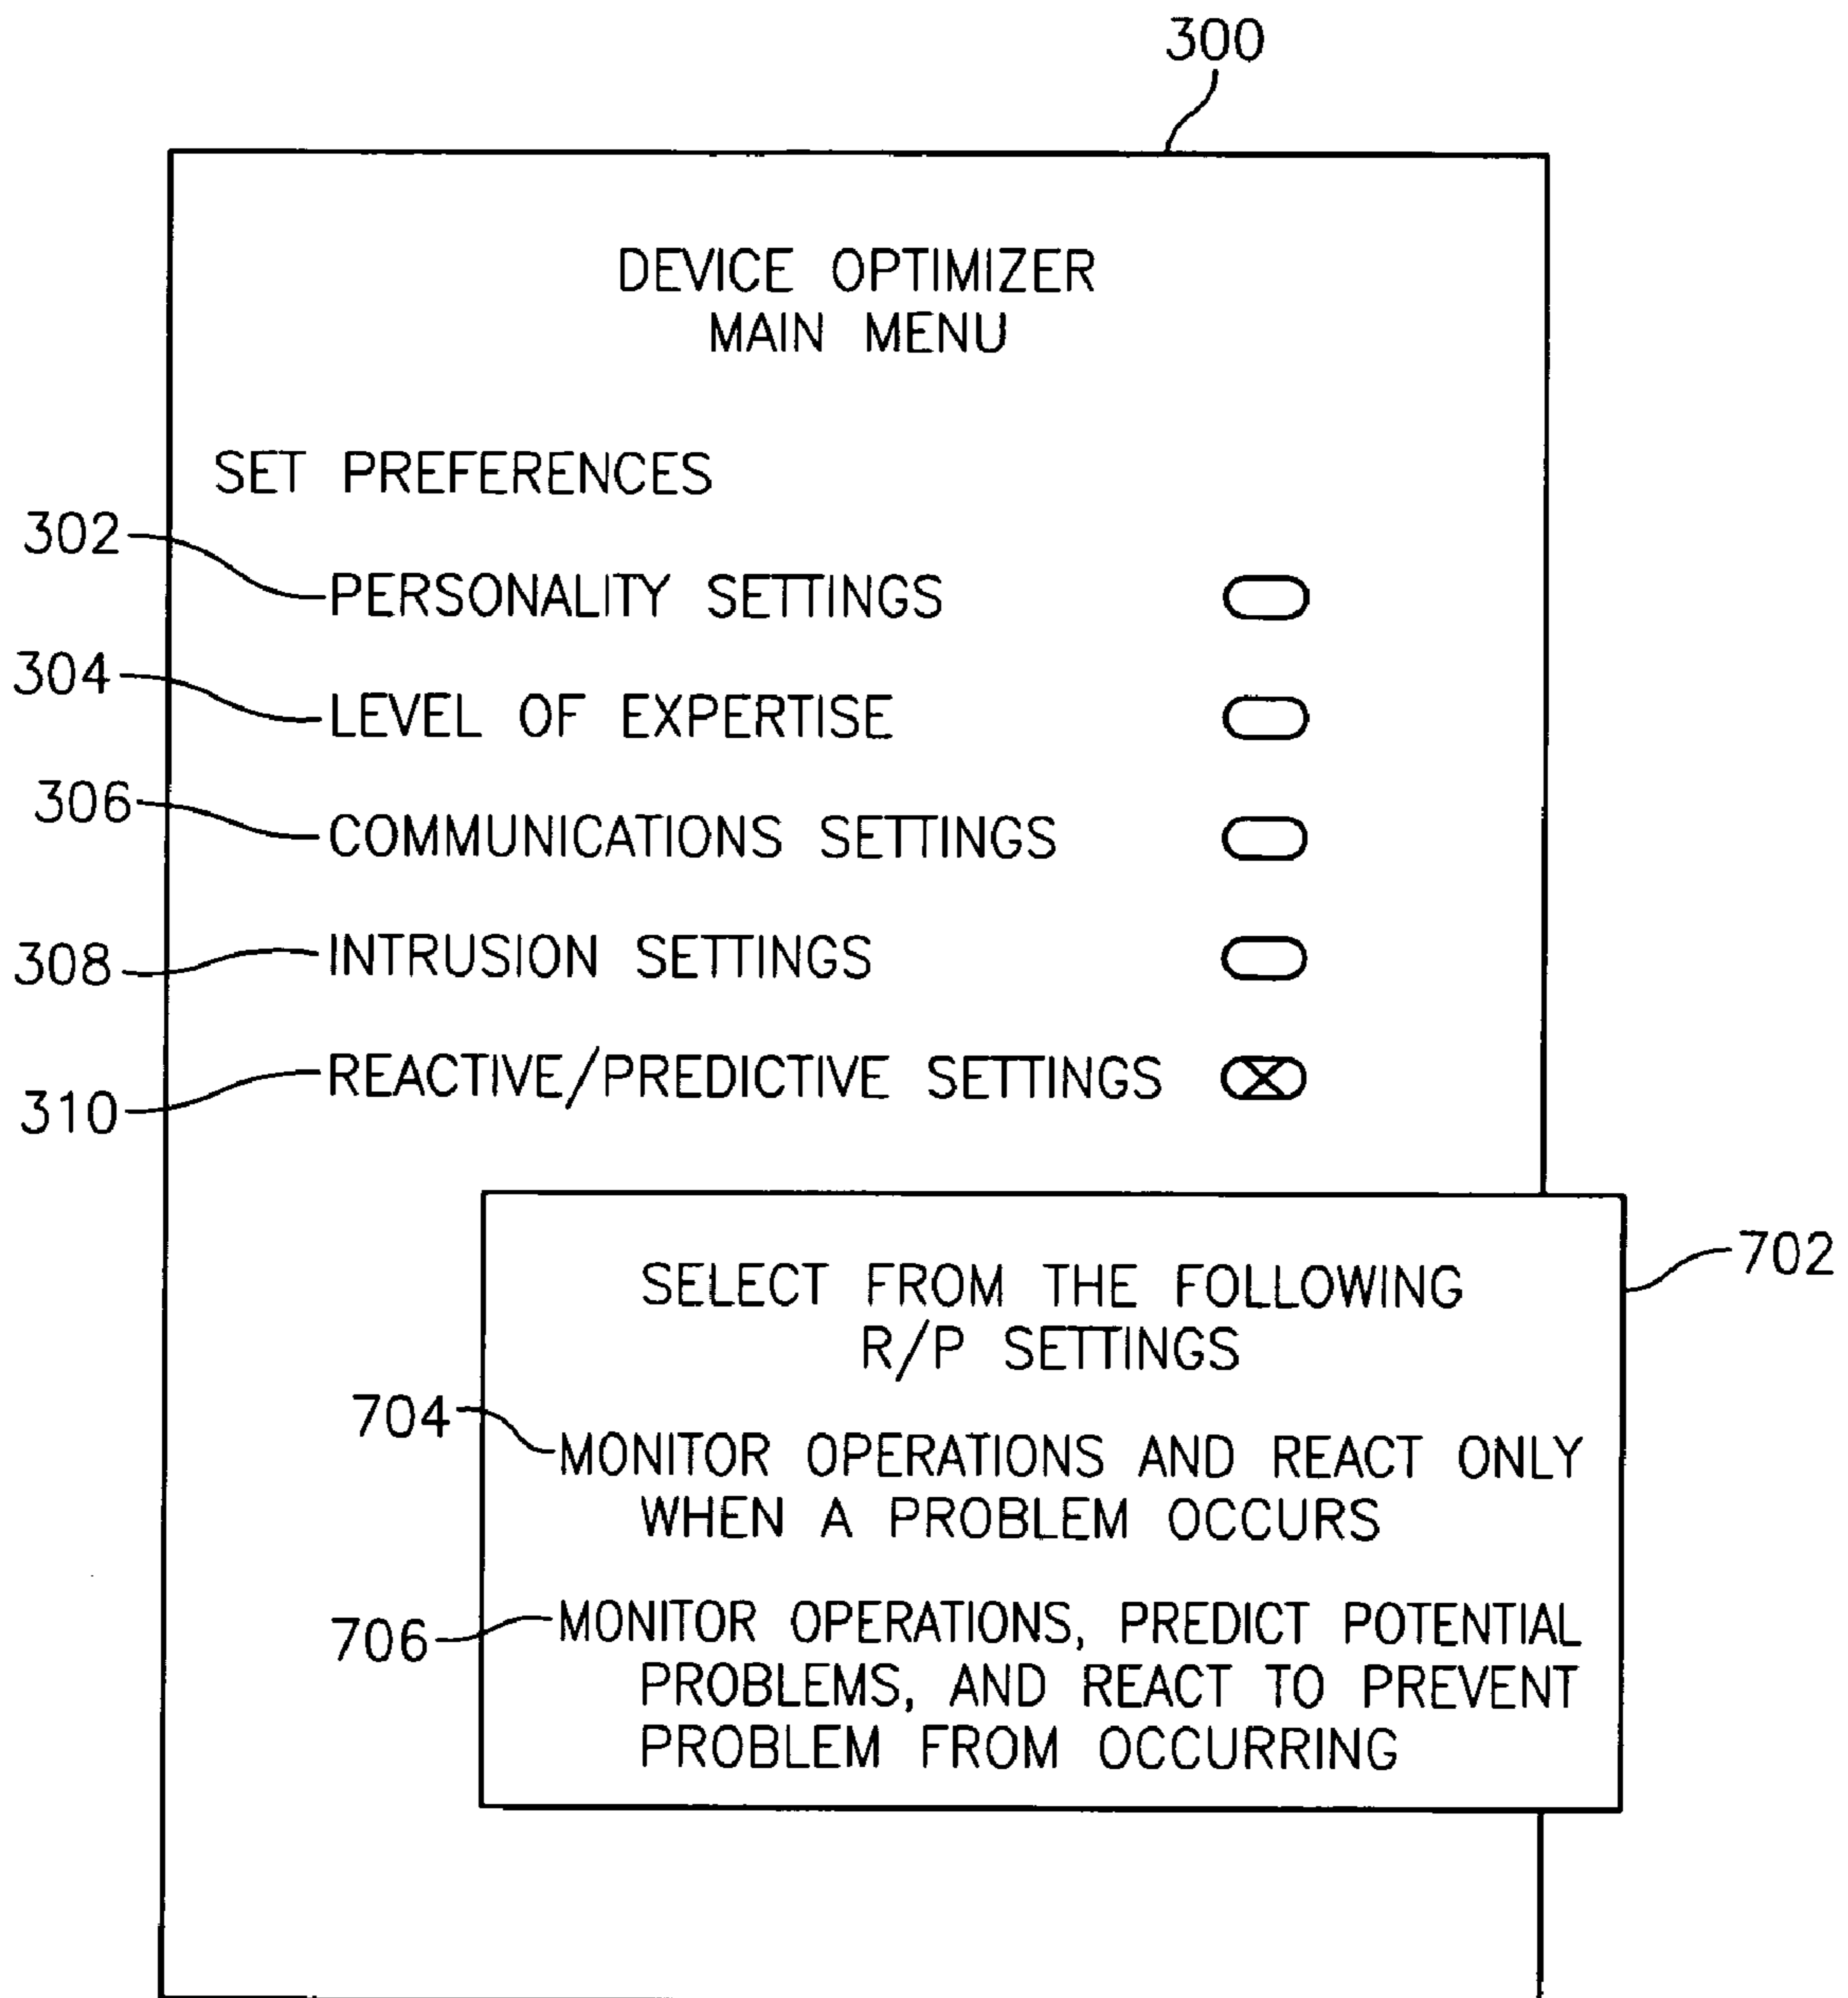 300
DEVICE OPTIMIZER
MAIN MENU
SET PREFERENCES
302
PERSONALITY SETTINGS
304
LEVEL OF EXPERTISE
306
COMMUNICATIONS SETTINGS
308
INTRUSION SETTINGS
310
REACTIVE/PREDICTIVE SETTINGS
702
SELECT FROM THE FOLLOWING
R/P SETTINGS
704
MONITOR OPERATIONS AND REACT ONLY
WHEN A PROBLEM OCCURS
706
MONITOR OPERATIONS, PREDICT POTENTIAL
PROBLEMS, AND REACT TO PREVENT
PROBLEM FROM OCCURRING